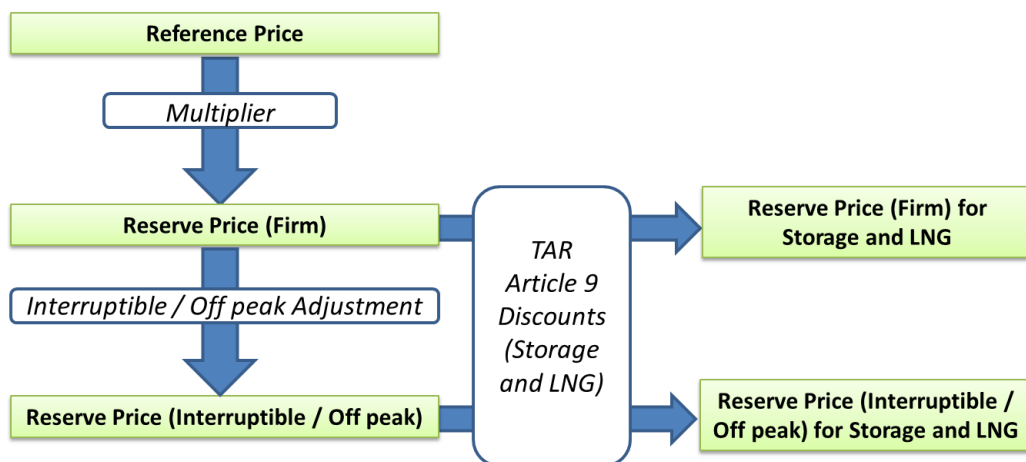 Reference Price
Multiplier
Reserve Price (Firm)
Interruptible / Off peak Adjustment
Reserve Price (Interruptible / Off peak)
TAR
Article 9
Discounts
(Storage
and LNG)
Reserve Price (Firm) for
Storage and LNG
Reserve Price (Interruptible /
Off peak) for Storage and LNG